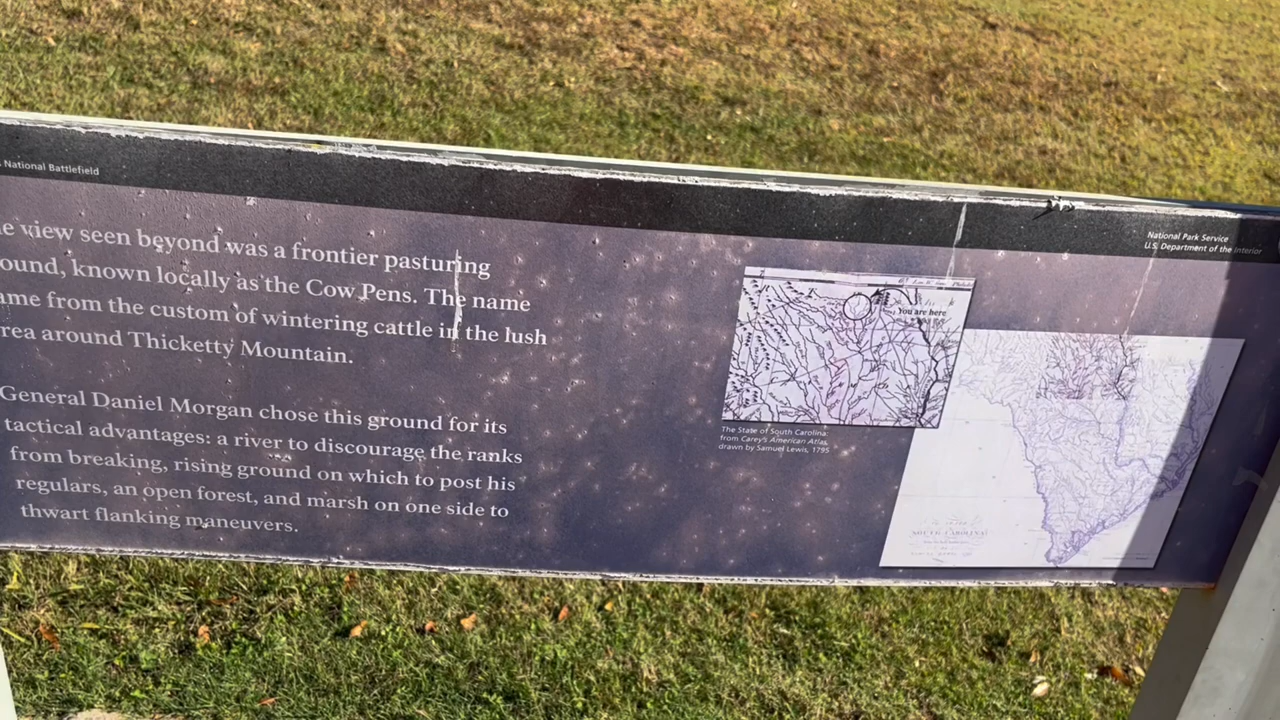 National Battlefield
National Park Service
U.S. Department of the Interior
view seen beyond was a frontier pasturing
known locally as the Cow Pens. The name
from the custom of wintering cattle in the lush
around Thicketty Mountain.
General Daniel Morgan chose this ground for its
tactical advantages: a river to discourage the ranks
from breaking, rising ground on which to post his
regulars, an open forest, and marsh on one side to
thwart flanking maneuvers.
You are here
The State of South Carolina:
from Carey's American Atlas,
drawn by Samuel Lewis, 1795
SOUTH CAROLINA